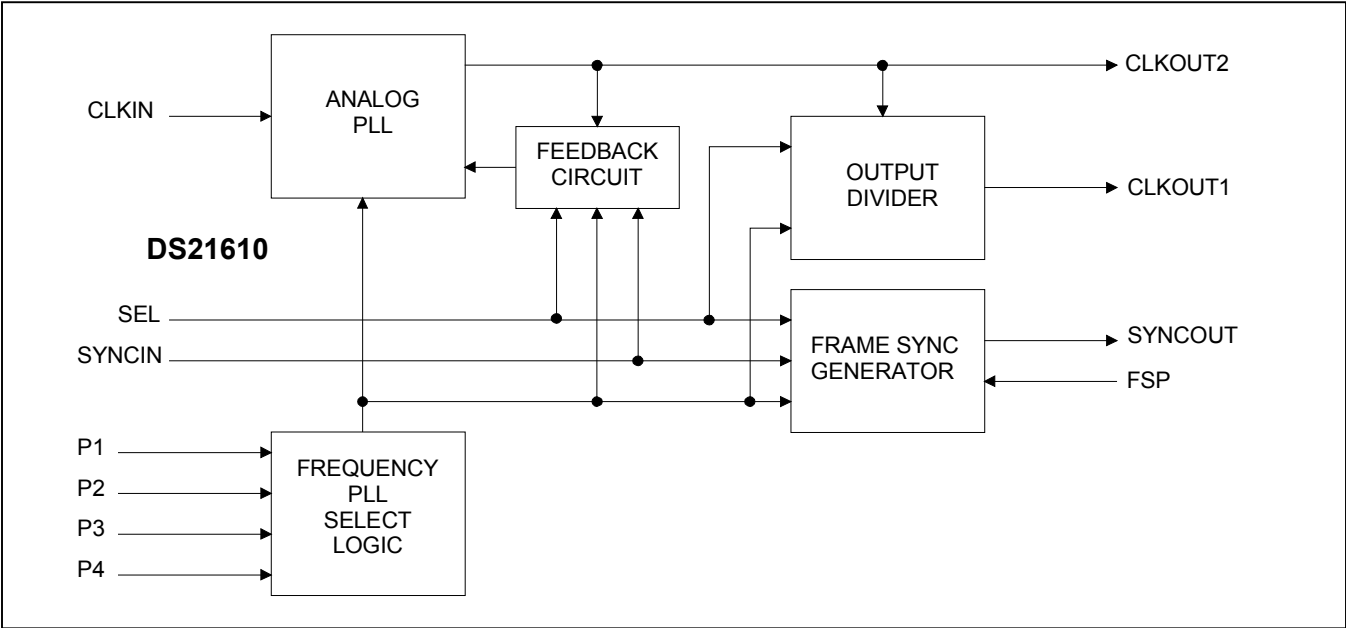 ANALOG
PLL
CLKOUT2
CLKIN
FEEDBACK
CIRCUIT
OUTPUT
DIVIDER
CLKOUT1
DS21610
SEL
SYNCIN
FRAME SYNC
GENERATOR
SYNCOUT
FSP
P1
P2
P3
P4
FREQUENCY
PLL
SELECT
LOGIC